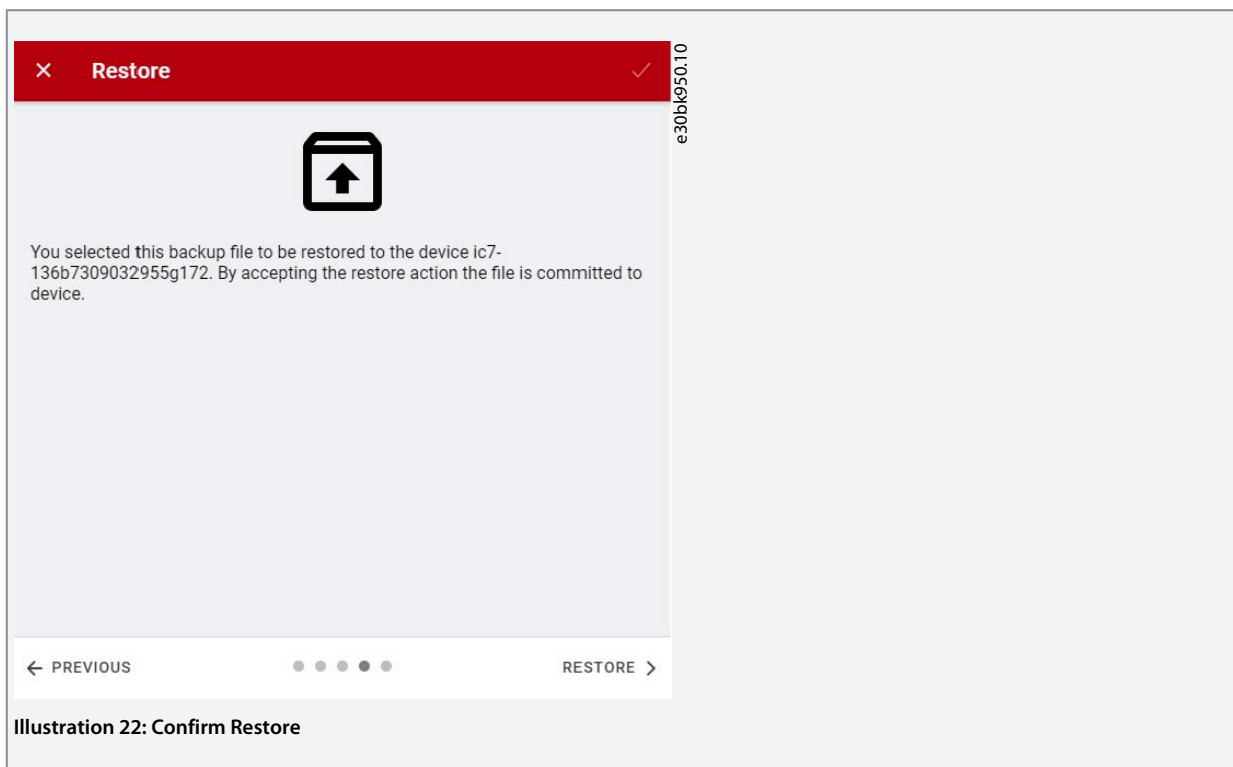 Restore
e30bk950.10
You selected this backup file to be restored to the device ic7-
136b7309032955g172. By accepting the restore action the file is committed to
device.
PREVIOUS
RESTORE
Illustration 22: Confirm Restore